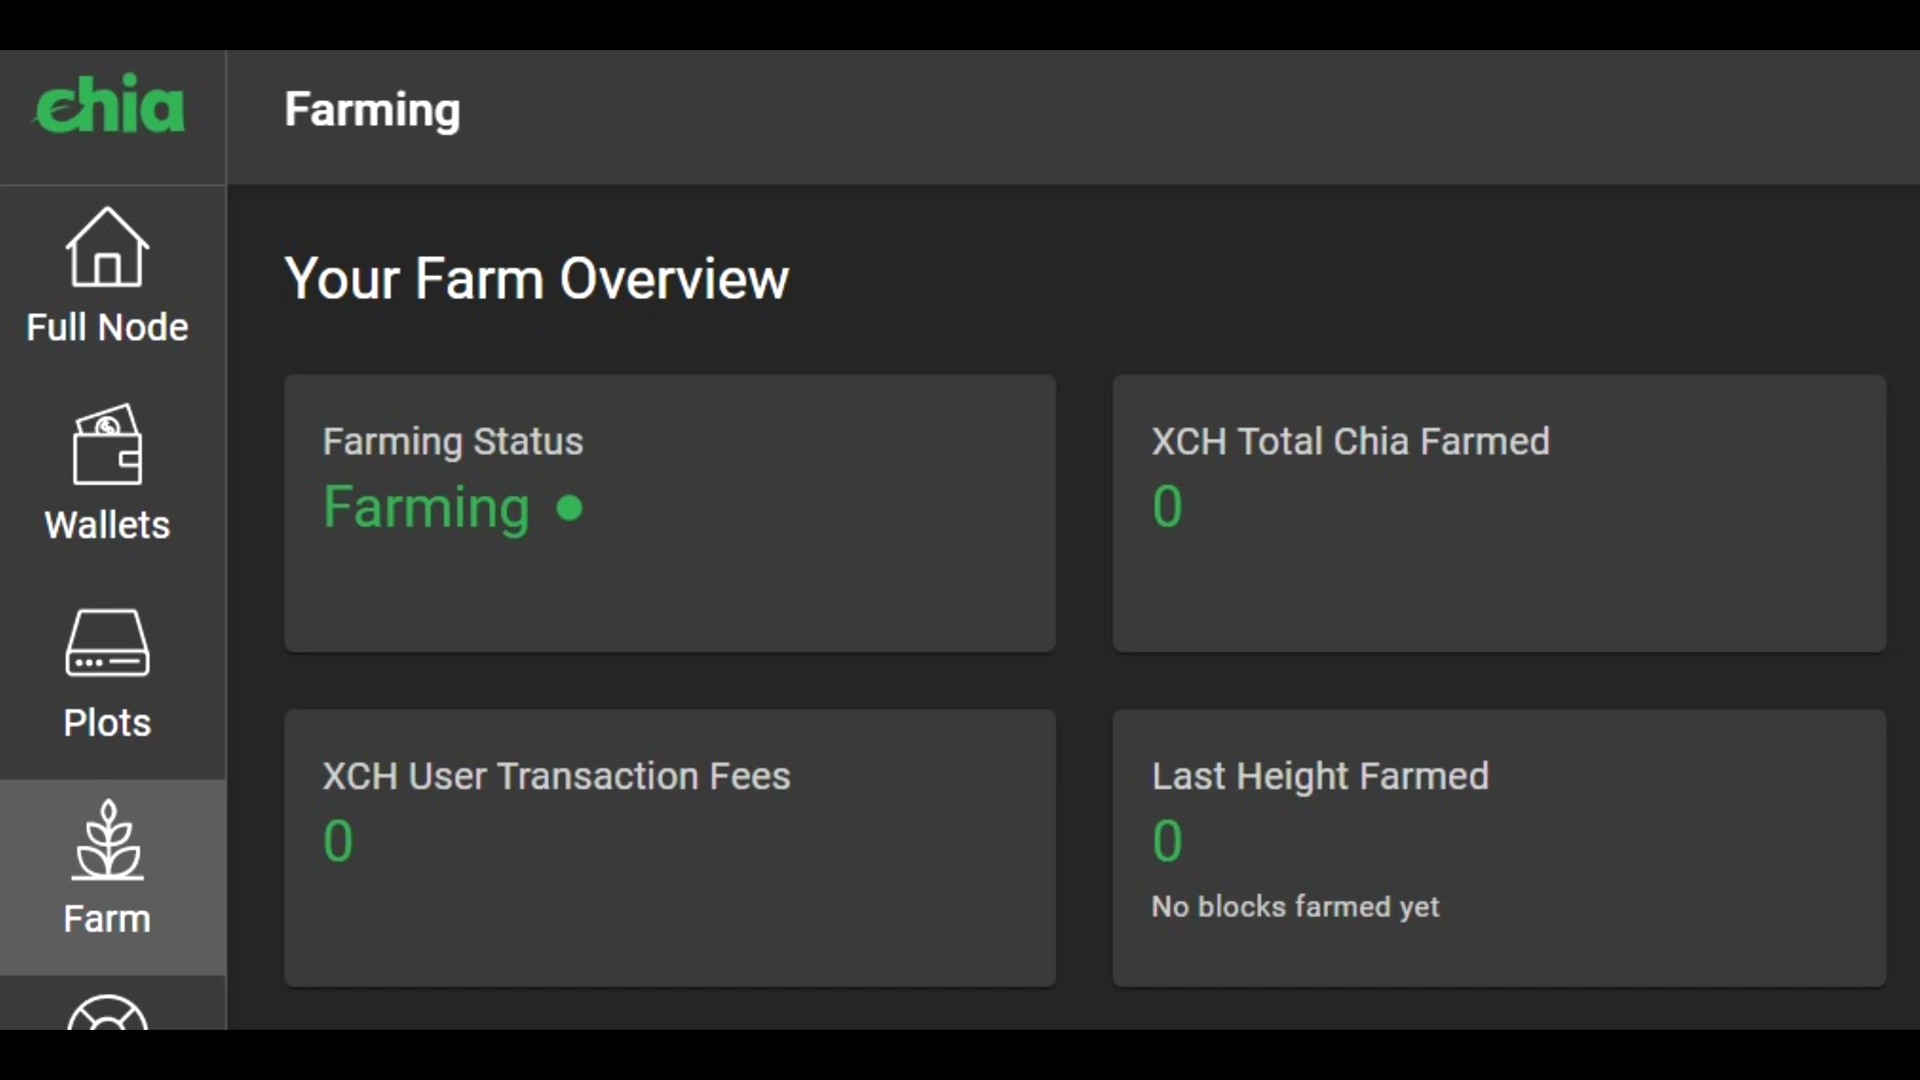 chia
Farming
Full Node
Wallets
Plots
Farm
Your Farm Overview
Farming Status
Farming
XCH Total Chia Farmed
0
XCH User Transaction Fees
0
Last Height Farmed
0
No blocks farmed yet